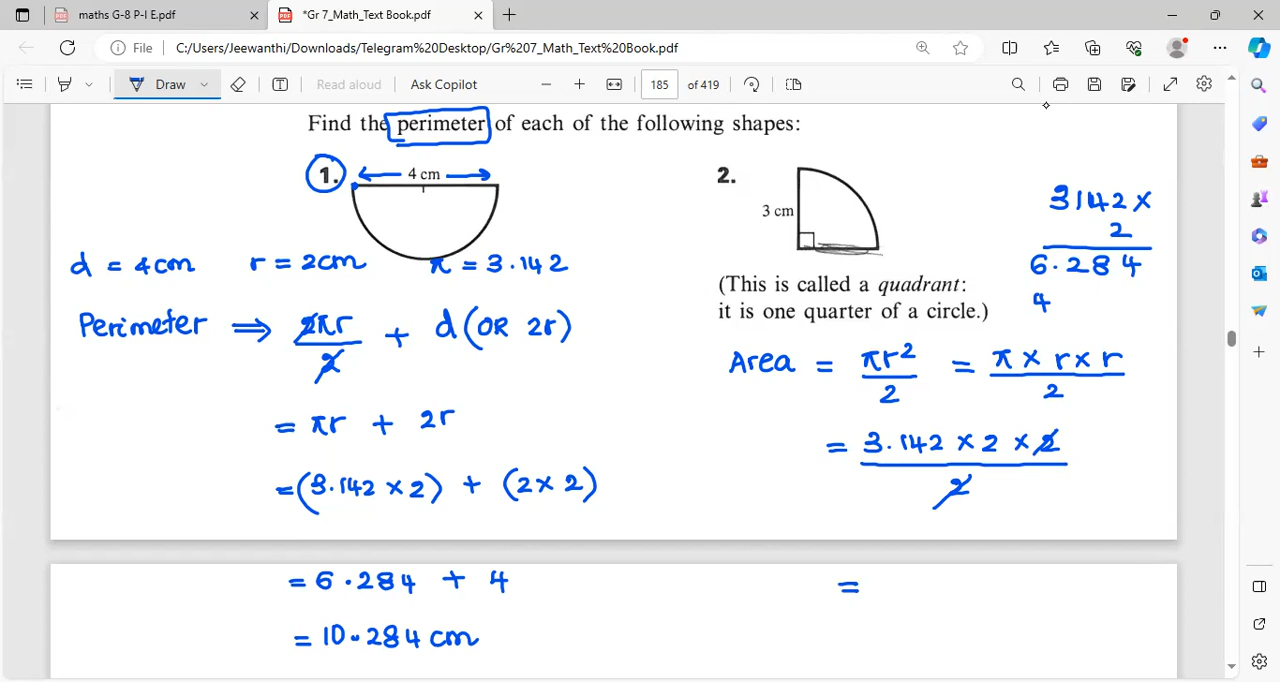 maths G-8 P-I E.pdf
*Gr 7_Math_Text Book.pdf
File
C:/Users/Jeewanthi/Downloads/Telegram%20Desktop/Gr%207_Math_Text%20Book.pdf
Draw
Read aloud
Ask Copilot
185 of 419
Find the perimeter of each of the following shapes:
1.
4 cm
d = 4cm r = 2cm π = 3.142
Perimeter ⇒ 2πr/2 + d (OR 2r)
= πr + 2r
= (3.142 × 2) + (2 × 2)
= 6.284 + 4
= 10.284 cm
2.
3 cm
(This is called a quadrant:
it is one quarter of a circle.)
3142 ×
2
6.284
4
Area = πr²/2 = π × r × r/2
= 3.142 × 2 × 2/2
=